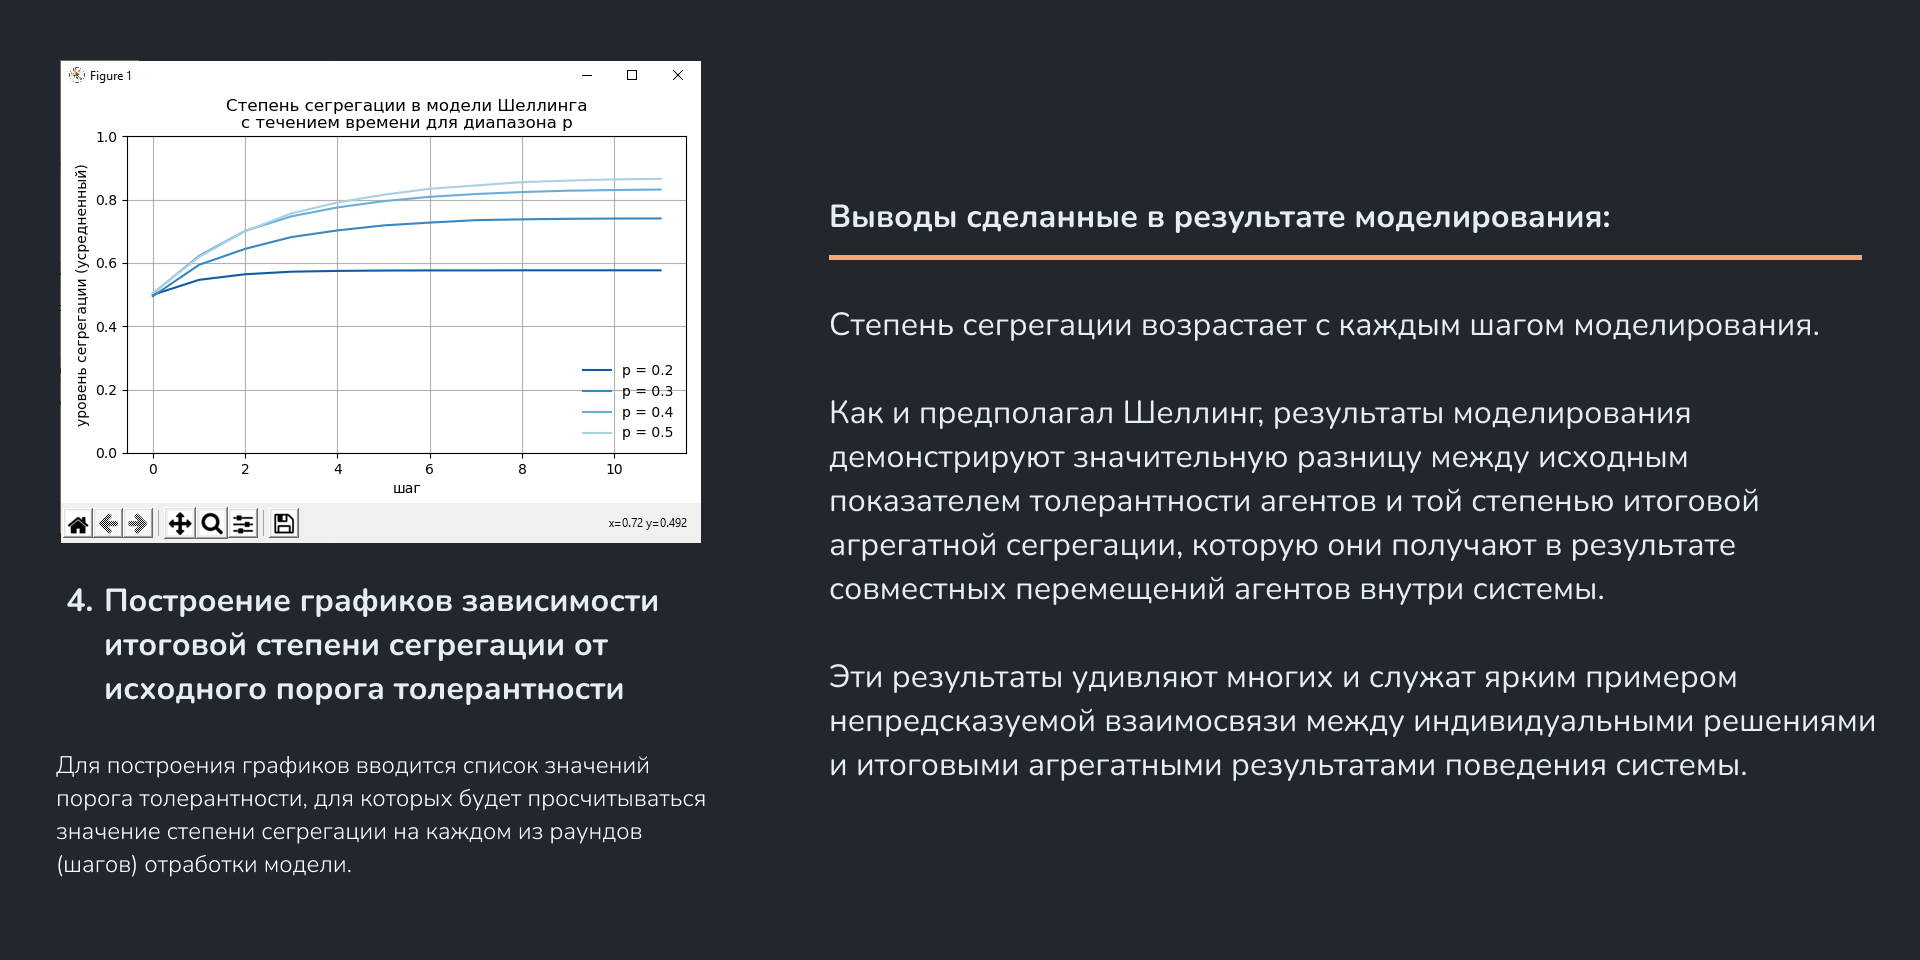 Figure 1
Степень сегрегации в модели Шеллинга
с течением времени для диапазона p
уровень сегрегации (усредненный)
1.0
0.8
0.6
0.4
0.2
0.0
p = 0.2
p = 0.3
p = 0.4
p = 0.5
0 2 4 6 8 10
шаг
x=0.72 y=0.492
4. Построение графиков зависимости
итоговой степени сегрегации от
исходного порога толерантности
Для построения графиков вводится список значений
порога толерантности, для которых будет просчитываться
значение степени сегрегации на каждом из раундов
(шагов) отработки модели.
Выводы сделанные в результате моделирования:
Степень сегрегации возрастает с каждым шагом моделирования.
Как и предполагал Шеллинг, результаты моделирования
демонстрируют значительную разницу между исходным
показателем толерантности агентов и той степенью итоговой
агрегатной сегрегации, которую они получают в результате
совместных перемещений агентов внутри системы.
Эти результаты удивляют многих и служат ярким примером
непредсказуемой взаимосвязи между индивидуальными решениями
и итоговыми агрегатными результатами поведения системы.